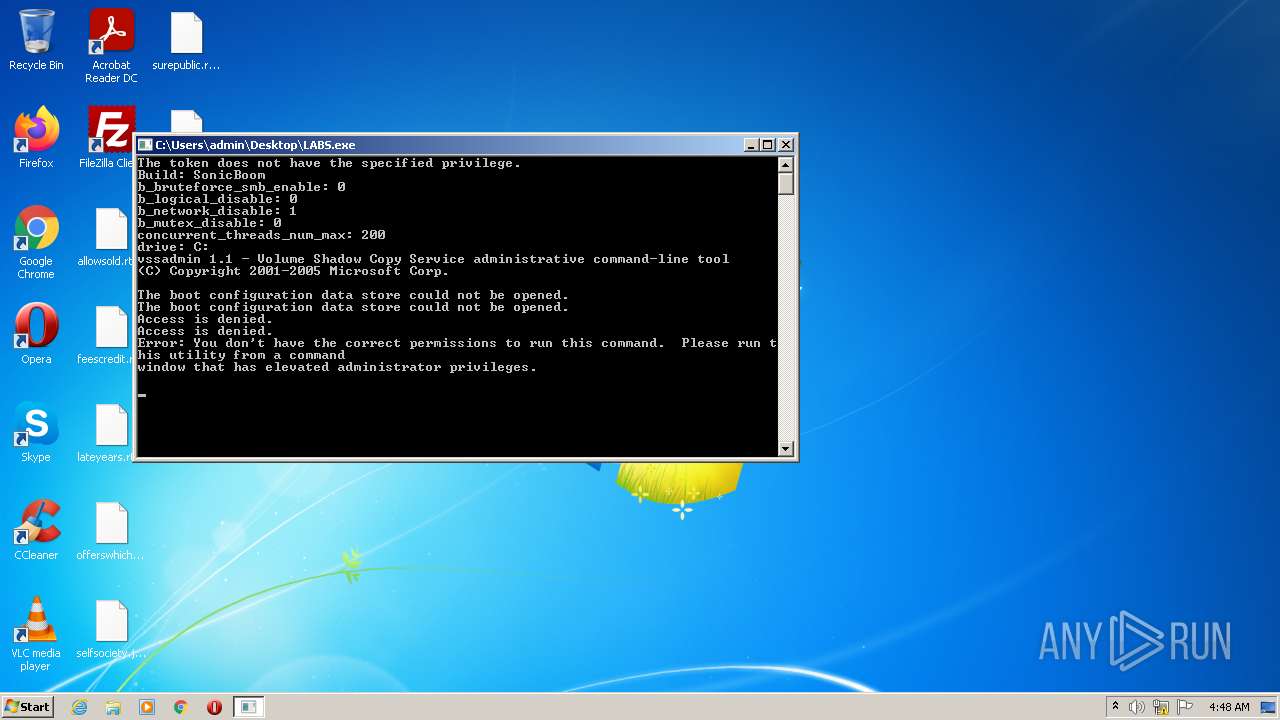 Recycle Bin
Acrobat
Reader DC
surepublic.r...
Firefox
FileZilla Clie
Google
Chrome
allowsold.rt
Opera
feescredit.r
Skype
lateyears.rt
CCleaner
offerswhich...
VLC media
player
selfsociety.j...
C:\Users\admin\Desktop\LAB5.exe
The token does not have the specified privilege.
Build: SonicBoom
b_bruteforce_smb_enable: 0
b_logical_disable: 0
b_network_disable: 1
b_mutex_disable: 0
concurrent_threads_num_max: 200
drive: C:
vssadmin 1.1 - Volume Shadow Copy Service administrative command-line tool
(C) Copyright 2001-2005 Microsoft Corp.
The boot configuration data store could not be opened.
The boot configuration data store could not be opened.
Access is denied.
Access is denied.
Error: You don't have the correct permissions to run this command.  Please run t
his utility from a command
window that has elevated administrator privileges.
ANY RUN
Start
4:48 AM